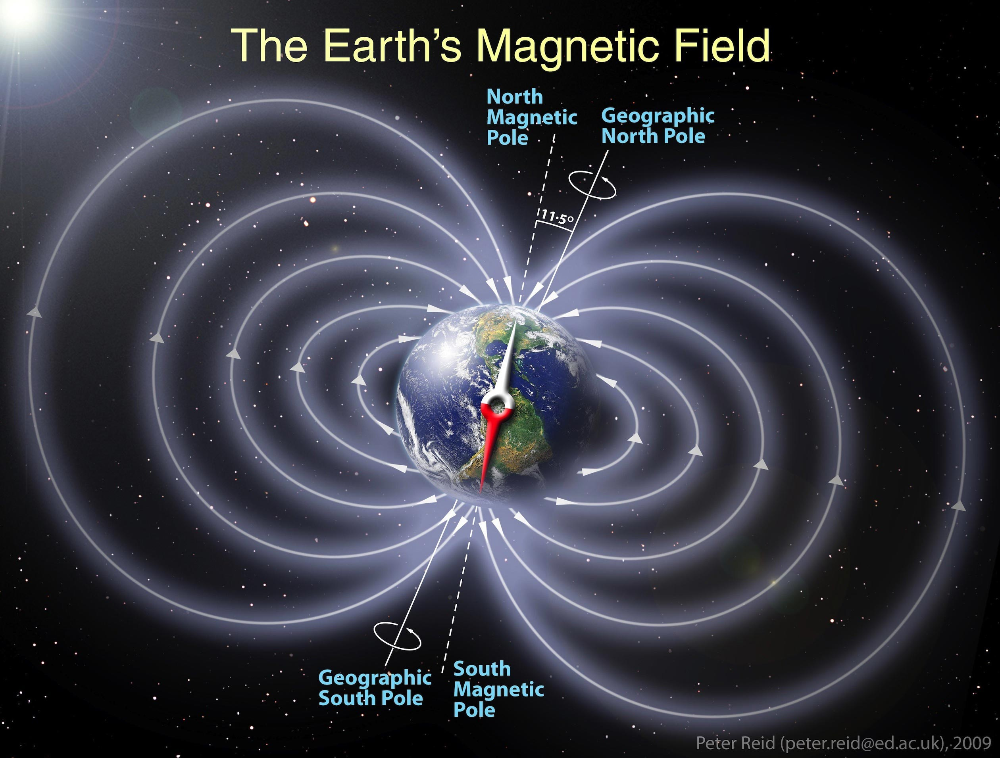 The Earth’s Magnetic Field
North
Magnetic
Pole
Geographic
North Pole
11·5°
Geographic
South Pole
South
Magnetic
Pole
Peter Reid (peter.reid@ed.ac.uk), 2009